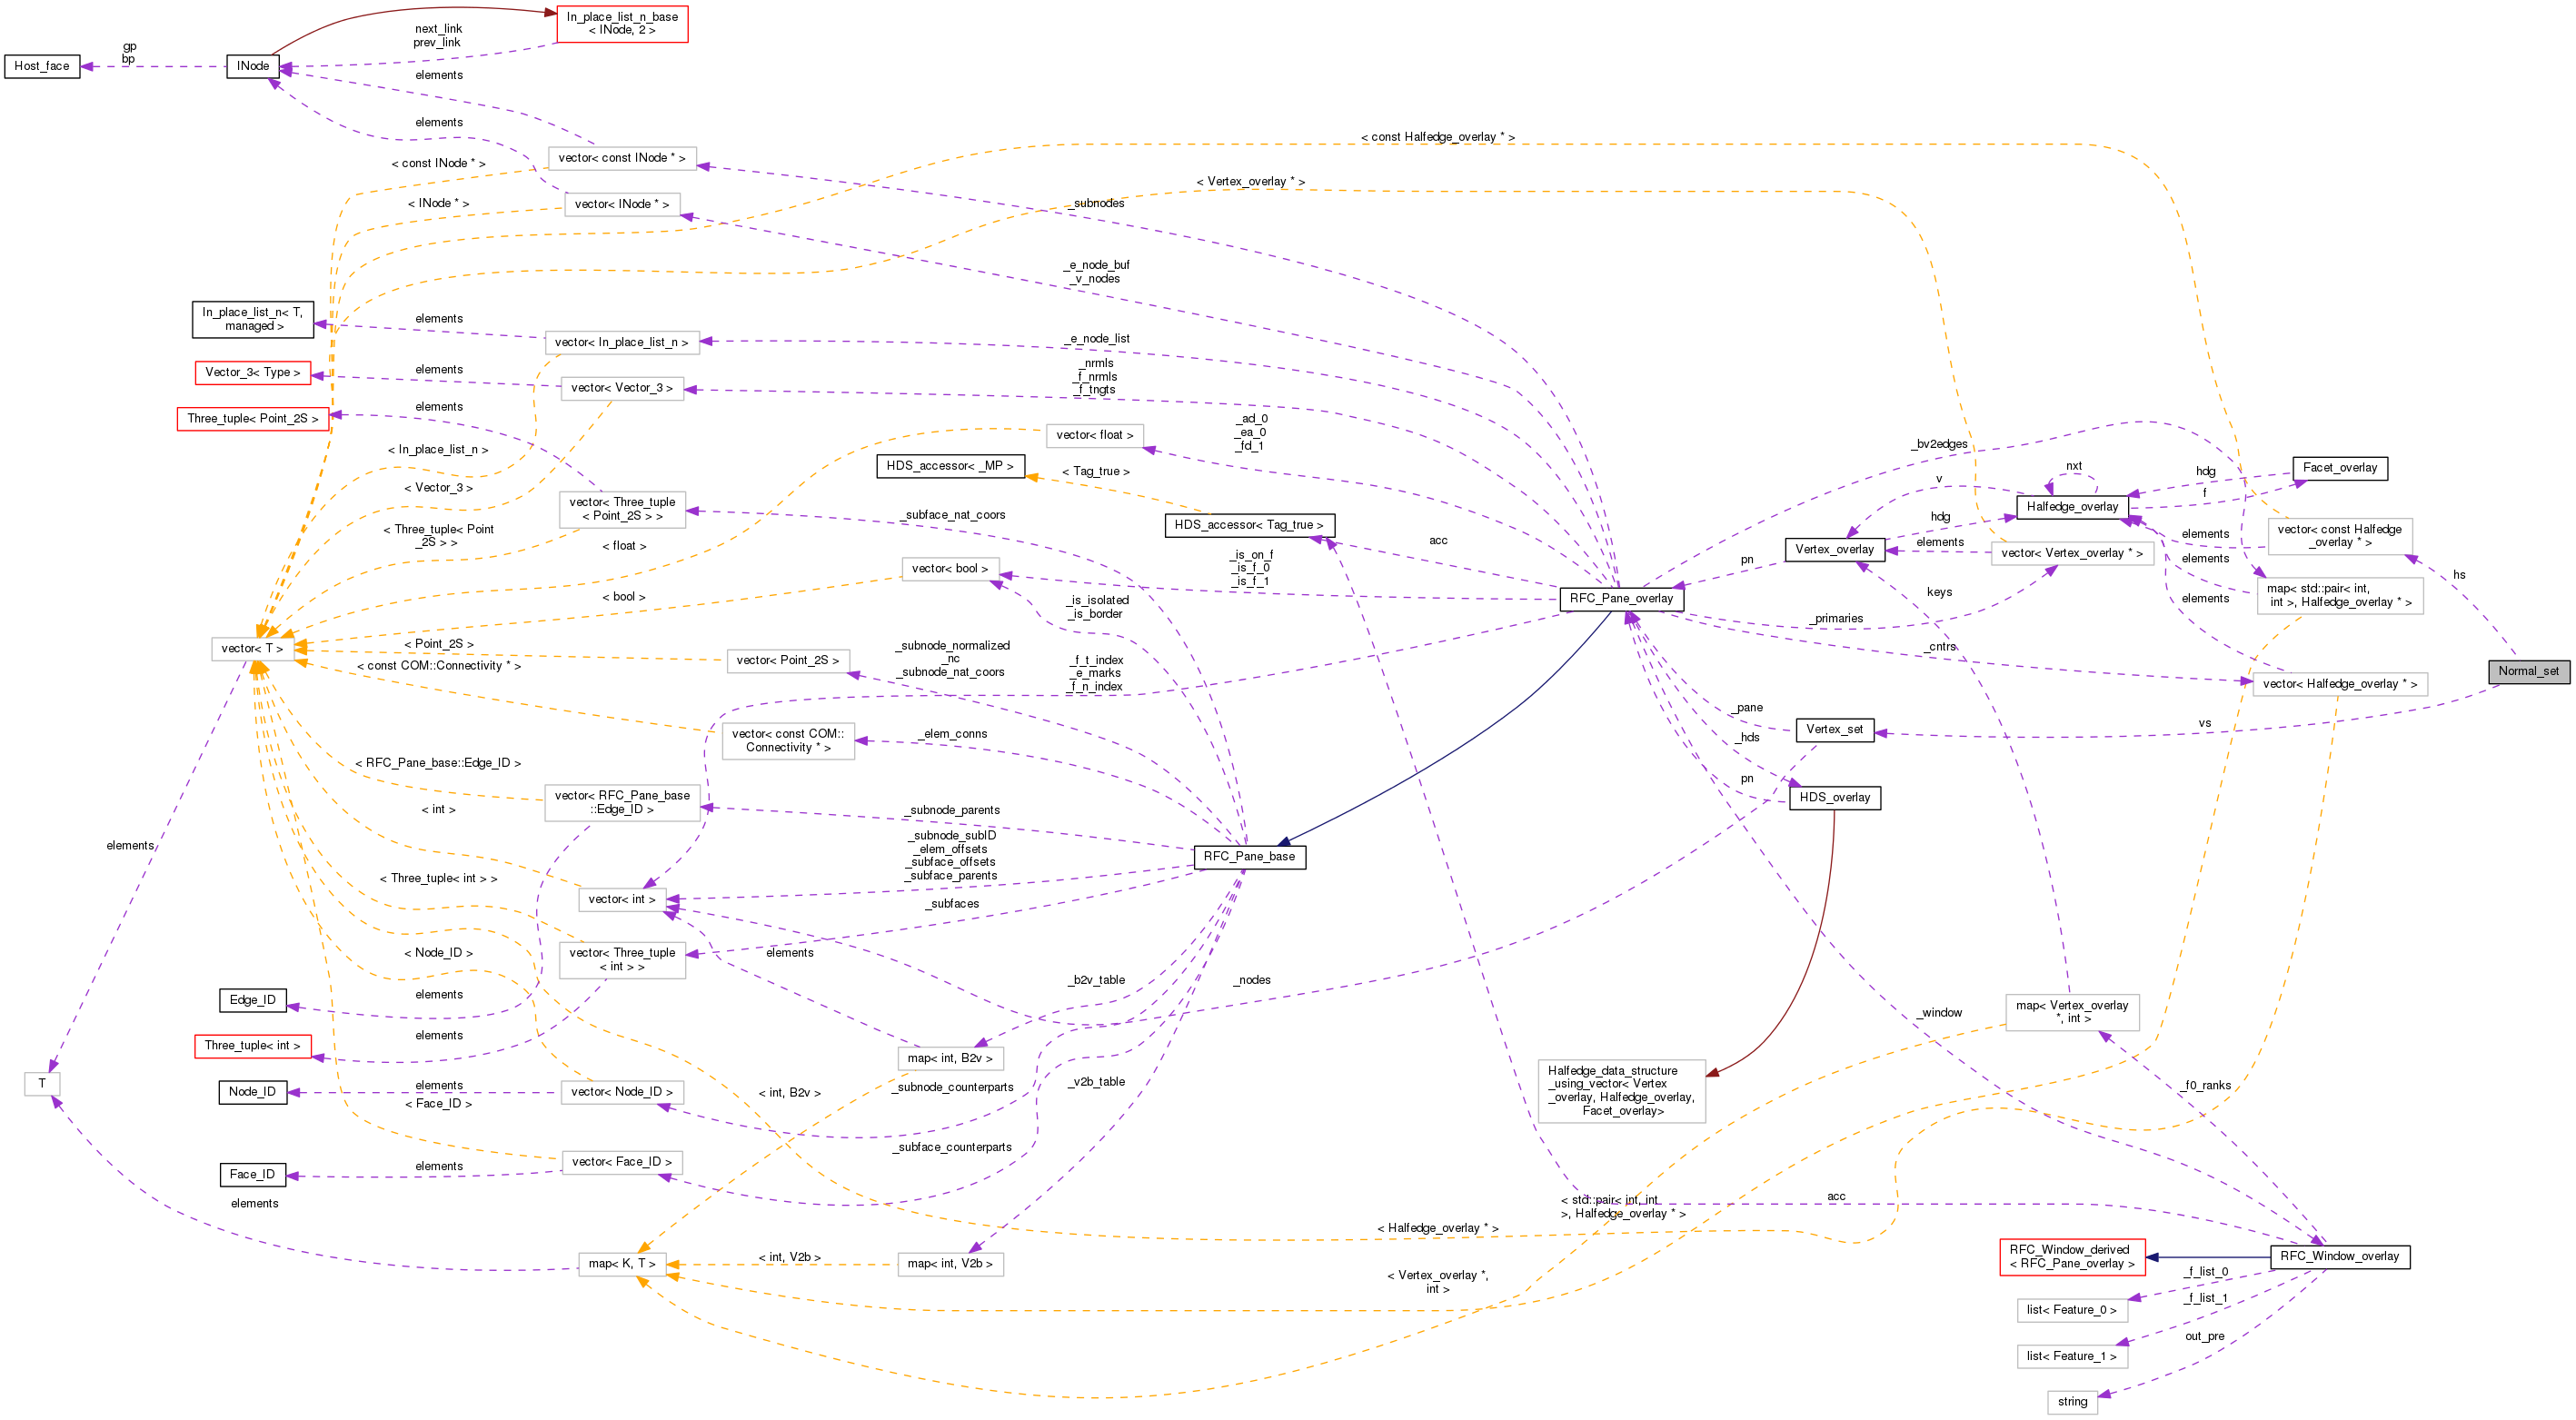 In_place_list_n_base
< INode, 2 >
gp
bp
next_link
prev_link
Host_face
INode
elements
elements
< const Halfedge_overlay * >
vector< const INode * >
< const INode * >
< Vertex_overlay * >
< INode * >
vector< INode * >
_subnodes
_e_node_buf
_v_nodes
In_place_list_n< T,
managed >
elements
vector< In_place_list_n >
_e_node_list
Vector_3< Type >
elements
vector< Vector_3 >
_nrmls
_f_nrmls
_f_tngts
Three_tuple< Point_2S >
elements
_ad_0
_ea_0
_fd_1
vector< float >
< In_place_list_n >
_bv2edges
HDS_accessor< _MP >
< Tag_true >
nxt
hdg
Facet_overlay
v
f
< Vector_3 >
vector< Three_tuple
< Point_2S > >
Halfedge_overlay
_subface_nat_coors
HDS_accessor< Tag_true >
hdg
vector< const Halfedge
_overlay * >
elements
< Three_tuple< Point
_2S > >
< float >
acc
Vertex_overlay
elements
vector< Vertex_overlay * >
vector< bool >
_is_on_f
_is_f_0
_is_f_1
pn
elements
hs
map< std::pair< int,
int >, Halfedge_overlay * >
< bool >
_is_isolated
_is_border
RFC_Pane_overlay
keys
elements
_primaries
vector< T >
< Point_2S >
vector< Point_2S >
_subnode_normalized
_nc
_subnode_nat_coors
_f_t_index
_e_marks
_f_n_index
_cntrs
< const COM::Connectivity * >
Normal_set
vector< Halfedge_overlay * >
vector< const COM::
Connectivity * >
_elem_conns
_pane
_hds
Vertex_set
vs
< RFC_Pane_base::Edge_ID >
vector< RFC_Pane_base
::Edge_ID >
pn
HDS_overlay
< int >
_subnode_parents
elements
_subnode_subID
_elem_offsets
_subface_offsets
_subface_parents
RFC_Pane_base
< Three_tuple< int > >
vector< int >
_subfaces
< Node_ID >
vector< Three_tuple
< int > >
elements
_b2v_table
_nodes
Edge_ID
elements
_window
map< Vertex_overlay
*, int >
Three_tuple< int >
elements
map< int, B2v >
Halfedge_data_structure
_using_vector< Vertex
_overlay, Halfedge_overlay,
Facet_overlay>
T
Node_ID
elements
vector< Node_ID >
< int, B2v >
_subnode_counterparts
_v2b_table
_f0_ranks
< Face_ID >
_subface_counterparts
Face_ID
elements
vector< Face_ID >
elements
< std::pair< int, int
>, Halfedge_overlay * >
acc
< Halfedge_overlay * >
map< K, T >
< int, V2b >
map< int, V2b >
RFC_Window_derived
< RFC_Pane_overlay >
RFC_Window_overlay
< Vertex_overlay *,
int >
_f_list_0
list< Feature_0 >
_f_list_1
out_pre
list< Feature_1 >
string